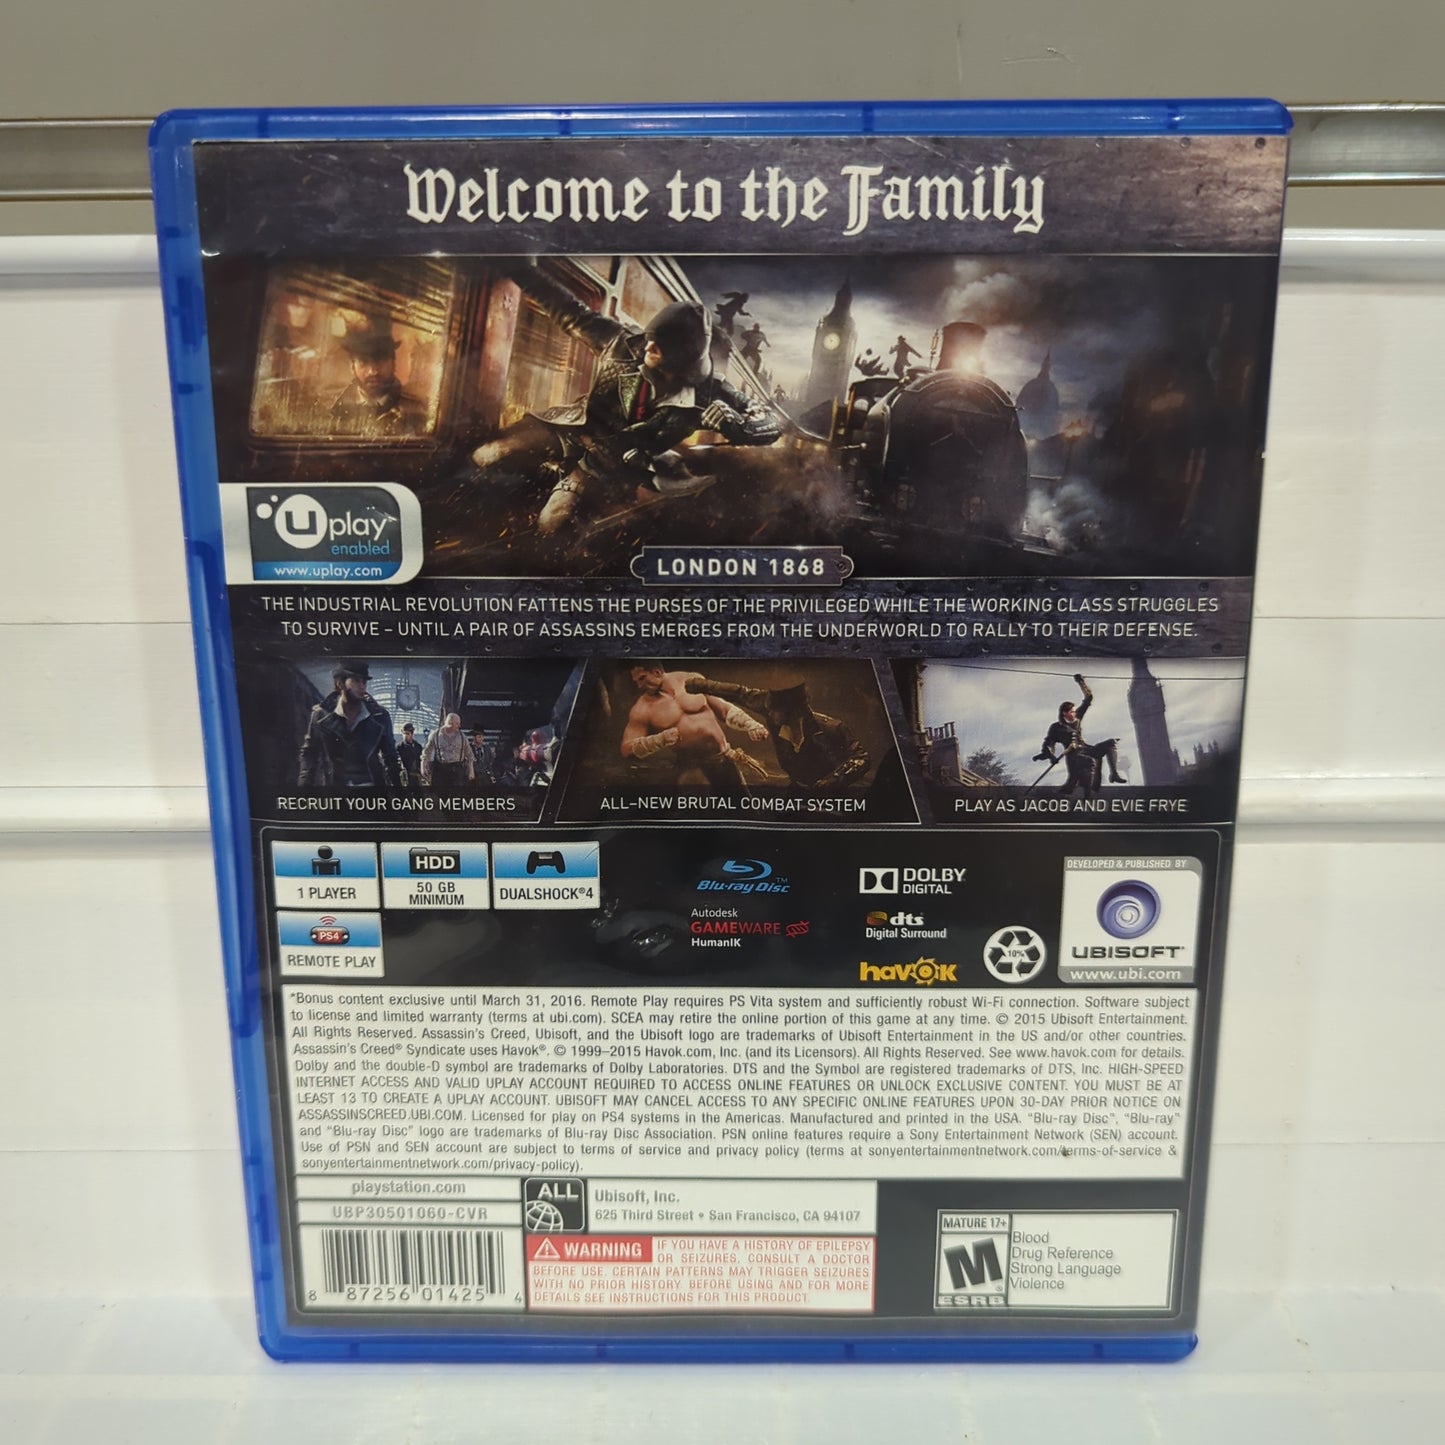 Welcome to the Family
Uplay
enabled
www.uplay.com
LONDON 1868
THE INDUSTRIAL REVOLUTION FATTENS THE PURSES OF THE PRIVILEGED WHILE THE WORKING CLASS STRUGGLES
TO SURVIVE – UNTIL A PAIR OF ASSASSINS EMERGES FROM THE UNDERWORLD TO RALLY TO THEIR DEFENSE.
RECRUIT YOUR GANG MEMBERS
ALL-NEW BRUTAL COMBAT SYSTEM
PLAY AS JACOB AND EVIE FRYE
1 PLAYER
HDD
50 GB
MINIMUM
DUALSHOCK®4
PS4
REMOTE PLAY
Blu-ray Disc™
Autodesk
GAMEWARE
HumanIK
DOLBY
DIGITAL
dts
Digital Surround
havok
10%
DEVELOPED & PUBLISHED BY
UBISOFT
www.ubi.com
*Bonus content exclusive until March 31, 2016. Remote Play requires PS Vita system and sufficiently robust Wi-Fi connection. Software subject
to license and limited warranty (terms at ubi.com). SCEA may retire the online portion of this game at any time. © 2015 Ubisoft Entertainment.
All Rights Reserved. Assassin's Creed, Ubisoft, and the Ubisoft logo are trademarks of Ubisoft Entertainment in the US and/or other countries.
Assassin's Creed® Syndicate uses Havok®. © 1999–2015 Havok.com, Inc. (and its Licensors). All Rights Reserved. See www.havok.com for details.
Dolby and the double-D symbol are trademarks of Dolby Laboratories. DTS and the Symbol are registered trademarks of DTS, Inc. HIGH-SPEED
INTERNET ACCESS AND VALID UPLAY ACCOUNT REQUIRED TO ACCESS ONLINE FEATURES OR UNLOCK EXCLUSIVE CONTENT. YOU MUST BE AT
LEAST 13 TO CREATE A UPLAY ACCOUNT. UBISOFT MAY CANCEL ACCESS TO ANY SPECIFIC ONLINE FEATURES UPON 30-DAY PRIOR NOTICE ON
ASSASSINSCREED.UBI.COM. Licensed for play on PS4 systems in the Americas. Manufactured and printed in the USA. "Blu-ray Disc", "Blu-ray"
and "Blu-ray Disc" logo are trademarks of Blu-ray Disc Association. PSN online features require a Sony Entertainment Network (SEN) account.
Use of PSN and SEN account are subject to terms of service and privacy policy (terms at sonyentertainmentnetwork.com/terms-of-service &
sonyentertainmentnetwork.com/privacy-policy).
playstation.com
UBP30501060-CVR
8 87256 01425 4
ALL
Ubisoft, Inc.
625 Third Street • San Francisco, CA 94107
WARNING IF YOU HAVE A HISTORY OF EPILEPSY
OR SEIZURES, CONSULT A DOCTOR
BEFORE USE. CERTAIN PATTERNS MAY TRIGGER SEIZURES
WITH NO PRIOR HISTORY. BEFORE USING AND FOR MORE
DETAILS SEE INSTRUCTIONS FOR THIS PRODUCT.
MATURE 17+
M
ESRB
Blood
Drug Reference
Strong Language
Violence